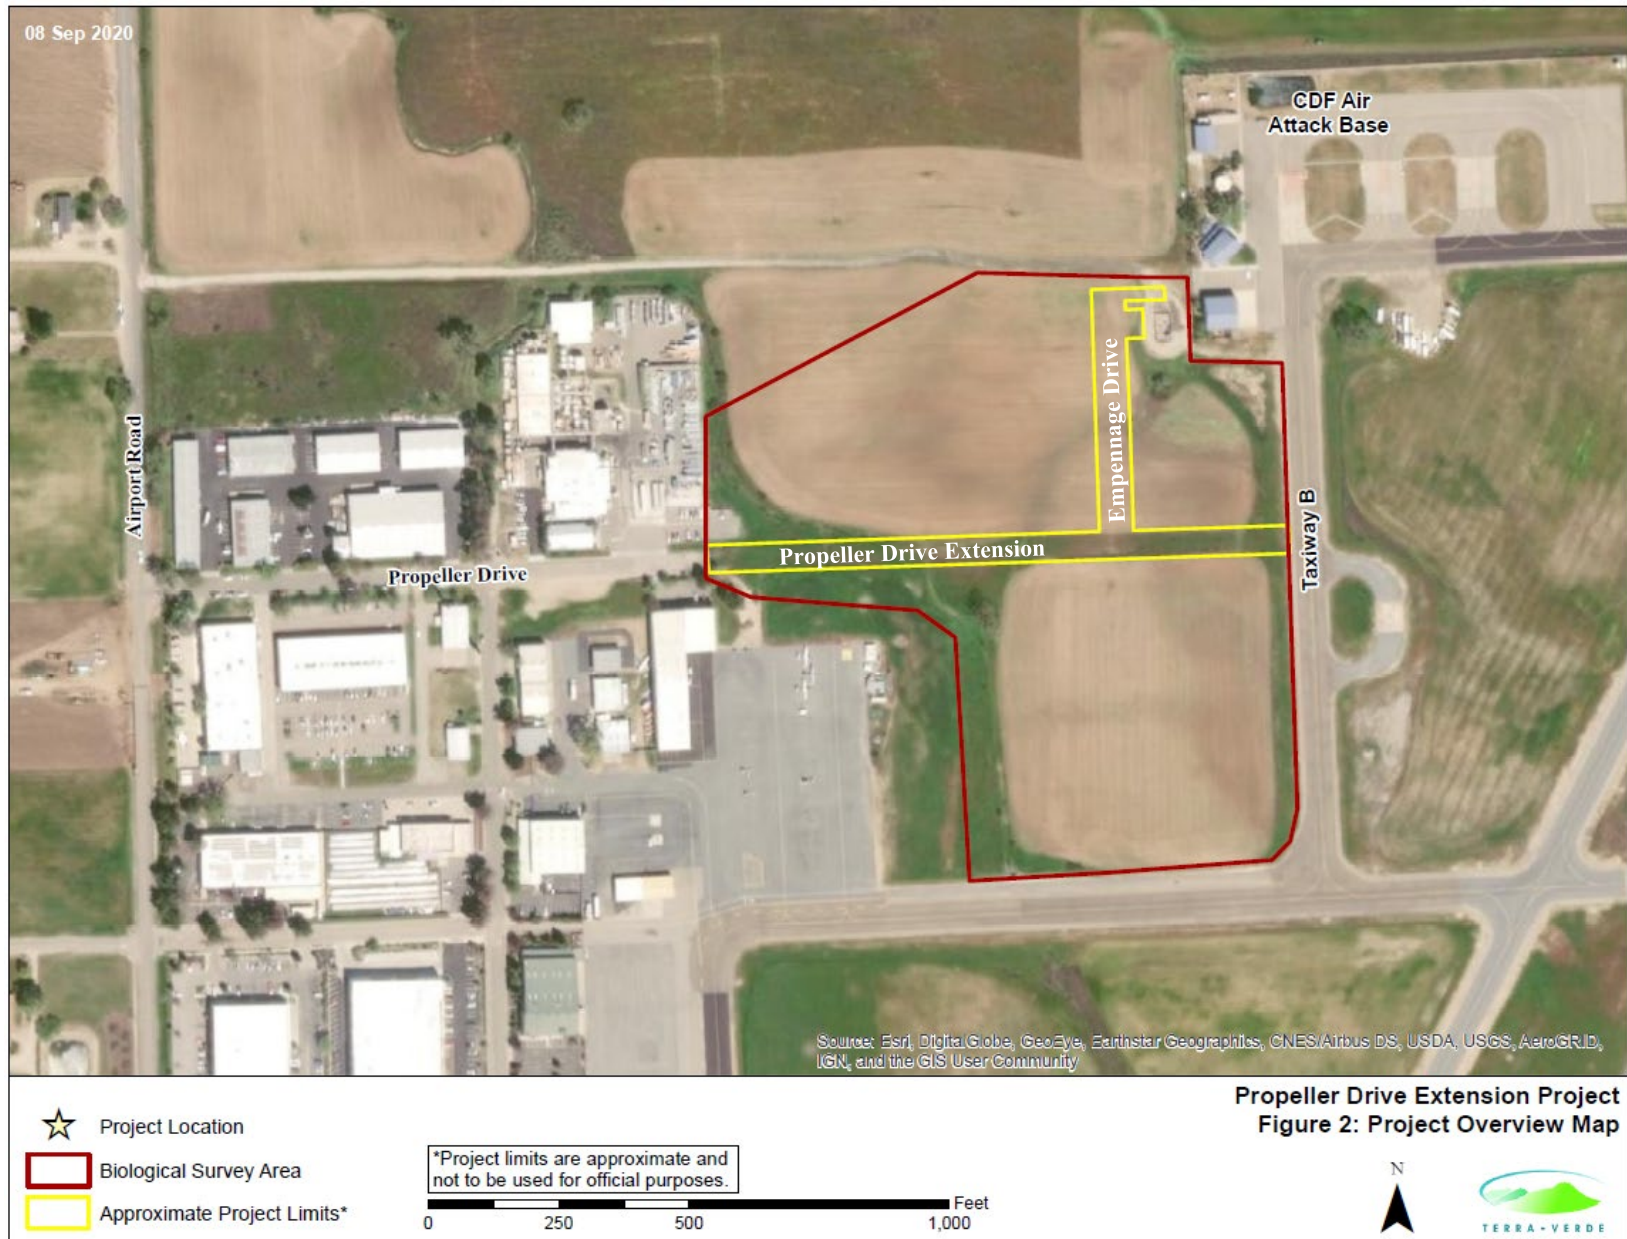 08 Sep 2020
CDF Air
Attack Base
Airport Road
Empennage Drive
Propeller Drive Extension
Taxiway B
Propeller Drive
Source: Esri, DigitalGlobe, GeoEye, Earthstar Geographics, CNES/Airbus DS, USDA, USGS, AeroGRID,
IGN, and the GIS User Community
Propeller Drive Extension Project
Figure 2: Project Overview Map
Project Location
Biological Survey Area
Approximate Project Limits*
*Project limits are approximate and
not to be used for official purposes.
Feet
0 250 500 1,000
N
TERRA-VERDE